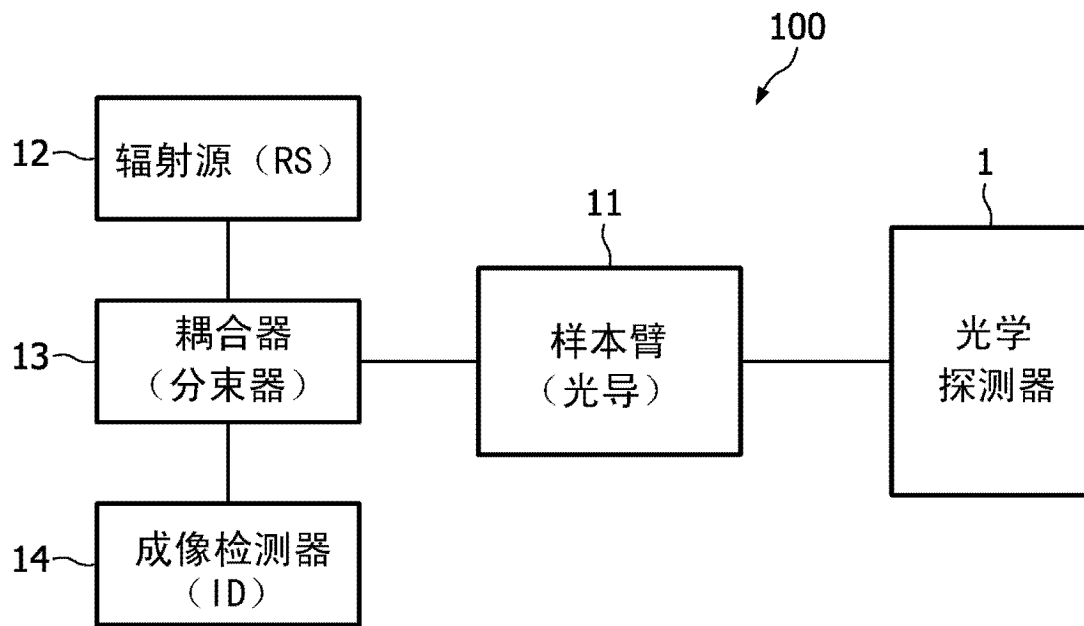 100
12
辐射源（RS）
1
11
13
耦合器
（分束器）
样本臂
（光导）
光学
探测器
14
成像检测器
（ID）